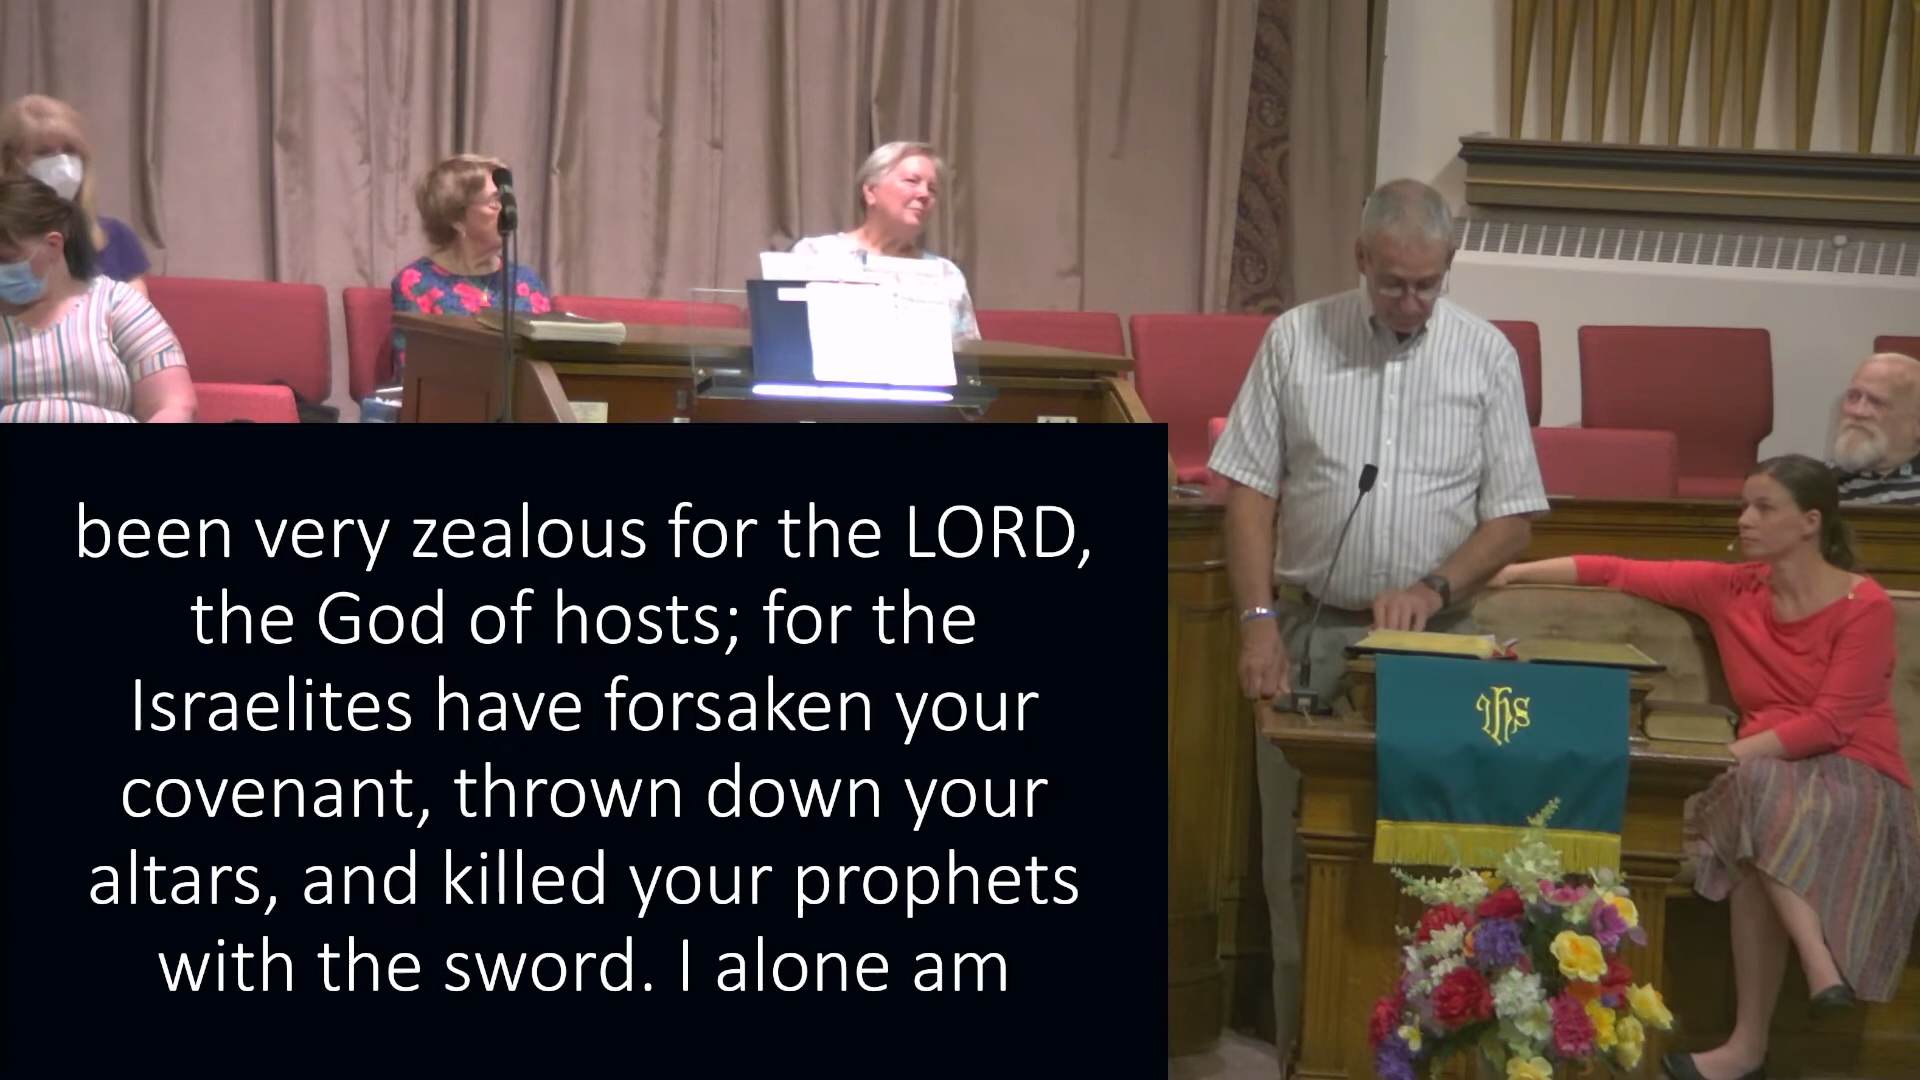 been very zealous for the LORD,
the God of hosts; for the
Israelites have forsaken your
covenant, thrown down your
altars, and killed your prophets
with the sword. I alone am
IHS